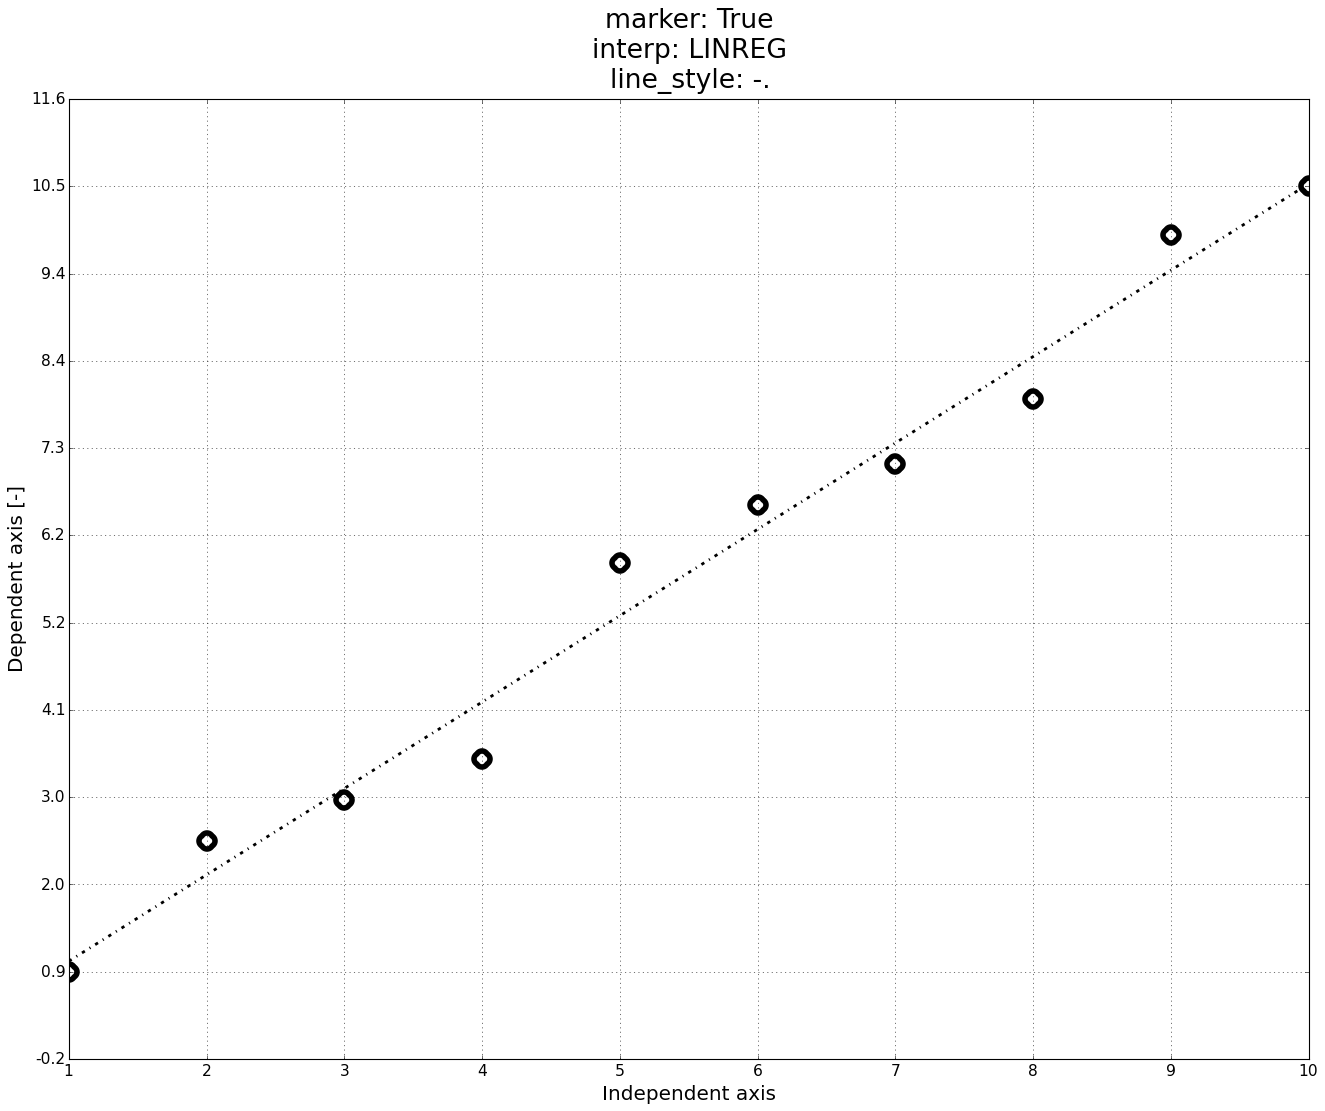 marker: True
interp: LINREG
line_style: -.
11.6
10.5
9.4
8.4
7.3
6.2
5.2
4.1
3.0
2.0
0.9
-0.2
Dependent axis [-]
1 2 3 4 5 6 7 8 9 10
Independent axis